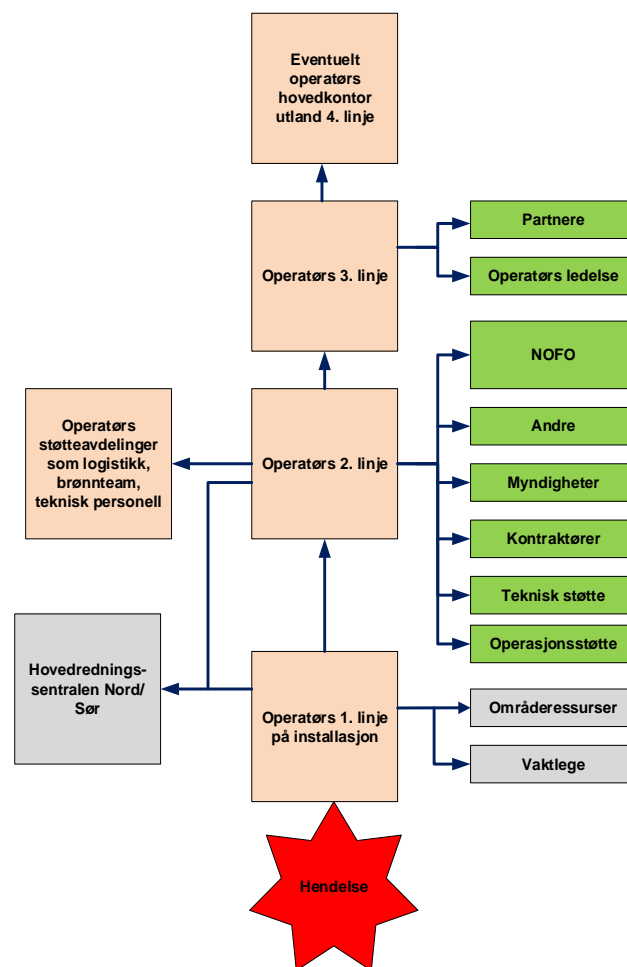 Eventuelt
operatørs
hovedkontor
utland 4. linje
Partnere
Operatørs 3. linje
Operatørs ledelse
NOFO
Operatørs
støtteavdelinger
som logistikk,
brønnteam,
teknisk personell
Operatørs 2. linje
Andre
Myndigheter
Kontraktører
Teknisk støtte
Operasjonsstøtte
Hovedrednings-
sentralen Nord/
Sør
Operatørs 1. linje
på installasjon
Områderessurser
Vaktlege
Hendelse